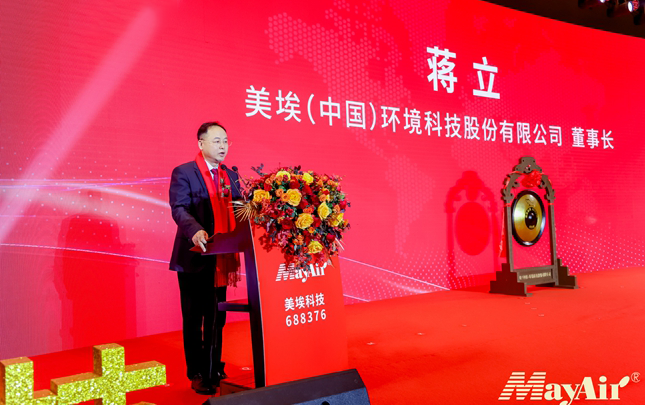 蒋立
美埃（中国）环境科技股份有限公司 董事长
MayAir
美埃科技
688376
MayAir®